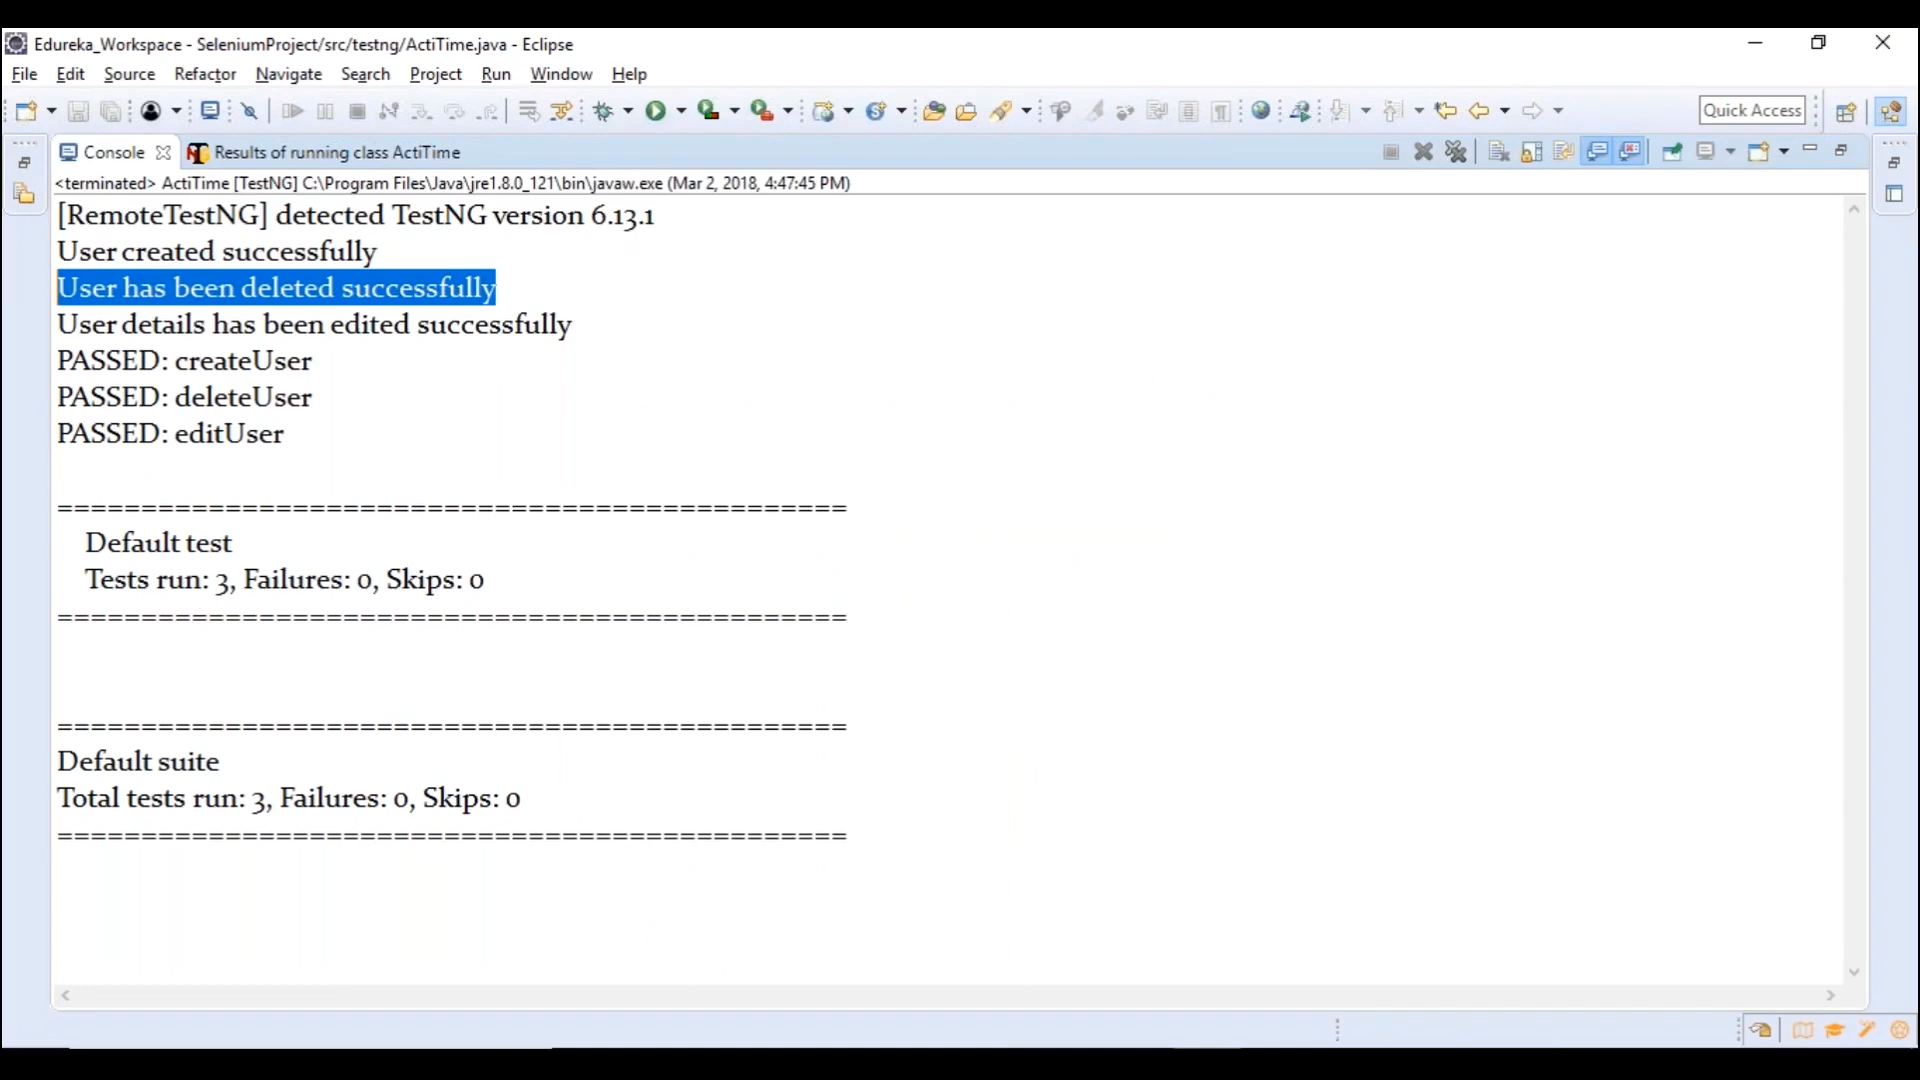 Edureka_Workspace - SeleniumProject/src/testng/ActiTime.java - Eclipse
File Edit Source Refactor Navigate Search Project Run Window Help
Quick Access
Console Results of running class ActiTime
<terminated> ActiTime [TestNG] C:\Program Files\Java\jre1.8.0_121\bin\javaw.exe (Mar 2, 2018, 4:47:45 PM)
[RemoteTestNG] detected TestNG version 6.13.1
User created successfully
User has been deleted successfully
User details has been edited successfully
PASSED: createUser
PASSED: deleteUser
PASSED: editUser
===============================================
Default test
Tests run: 3, Failures: 0, Skips: 0
===============================================
===============================================
Default suite
Total tests run: 3, Failures: 0, Skips: 0
===============================================